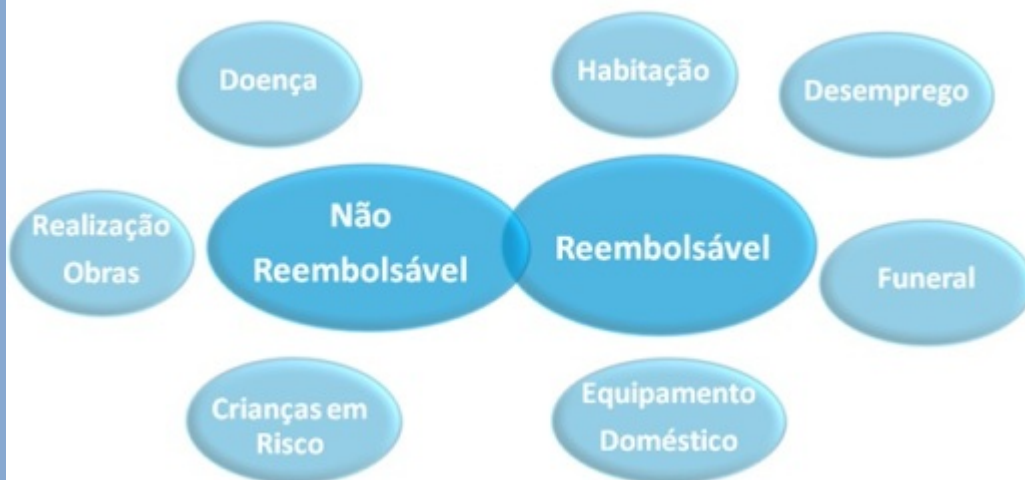 Doença
Habitação
Desemprego
Realização
Obras
Não
Reembolsável
Reembolsável
Funeral
Crianças em
Risco
Equipamento
Doméstico